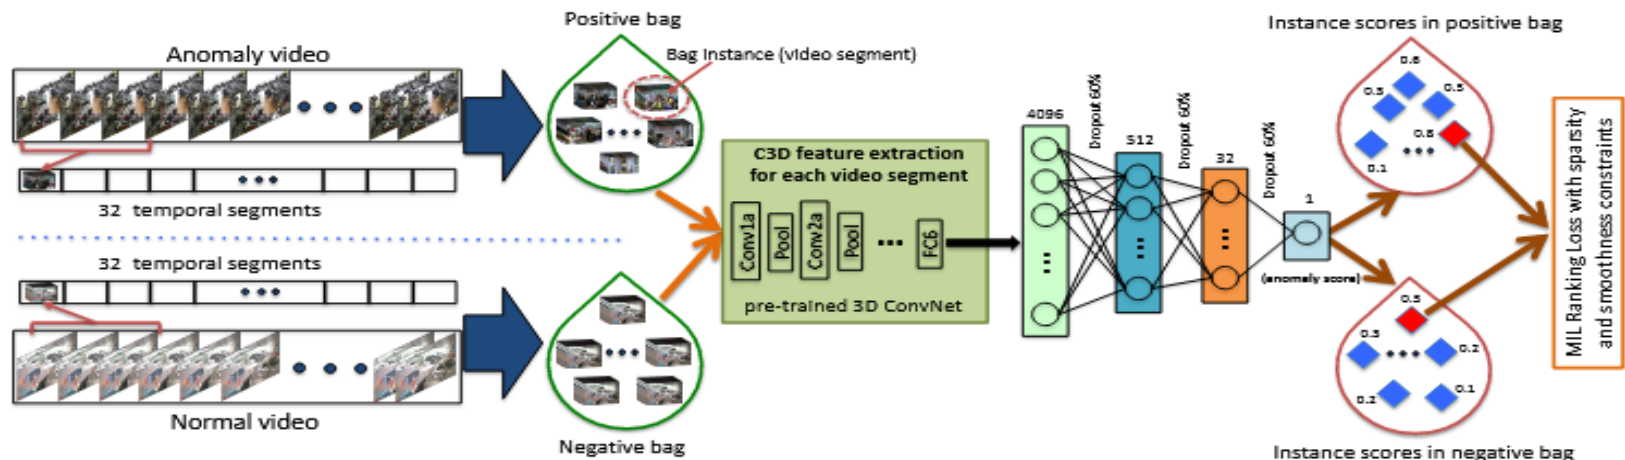 Positive bag
Instance scores in positive bag
Anomaly video
Bag Instance (video segment)
32 temporal segments
C3D feature extraction
for each video segment
Conv1a
Pool
Conv2a
Pool
FC6
pre-trained 3D ConvNet
4096
Dropout 60%
512
Dropout 60%
32
Dropout 60%
1
(anomaly score)
0.6
0.3
0.5
0.8
0.1
MIL Ranking Loss with sparsity
and smoothness constraints
32 temporal segments
Normal video
Negative bag
0.5
0.3
0.2
0.2
0.1
Instance scores in negative bag